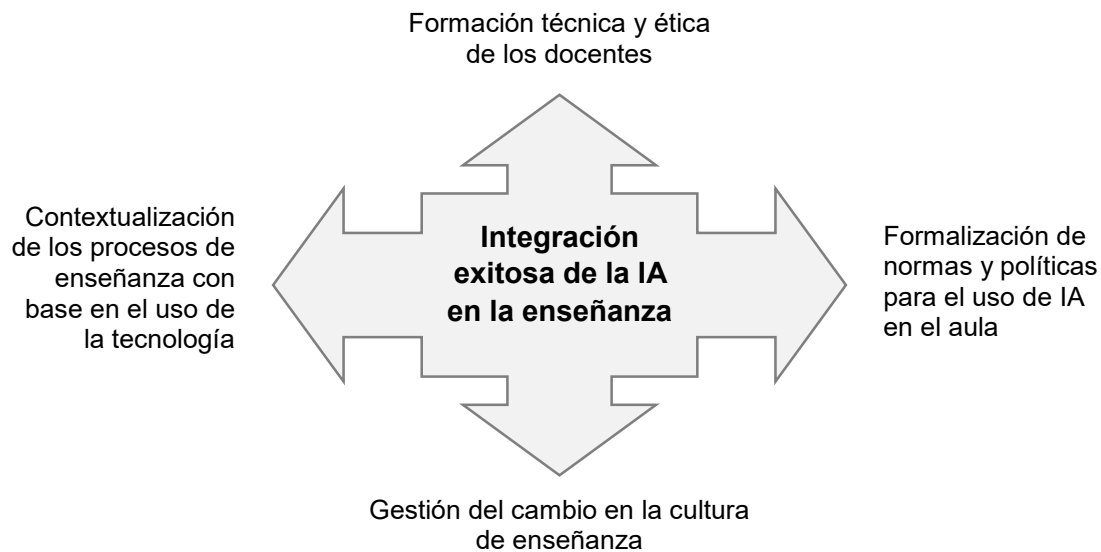 Formación técnica y ética
de los docentes
Contextualización
de los procesos de
enseñanza con
base en el uso de
la tecnología
Integración
exitosa de la IA
en la enseñanza
Formalización de
normas y políticas
para el uso de IA
en el aula
Gestión del cambio en la cultura
de enseñanza